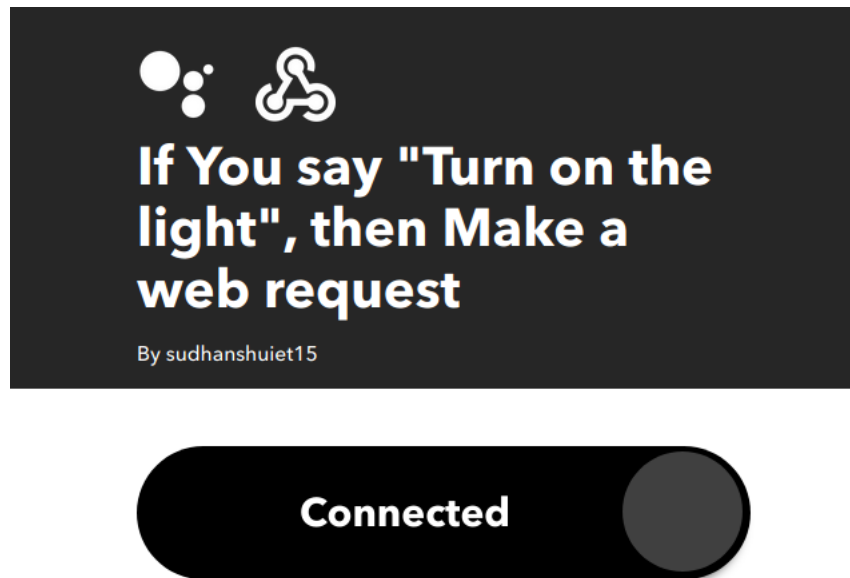 If You say "Turn on the
light", then Make a
web request
By sudhanshuiet15
Connected